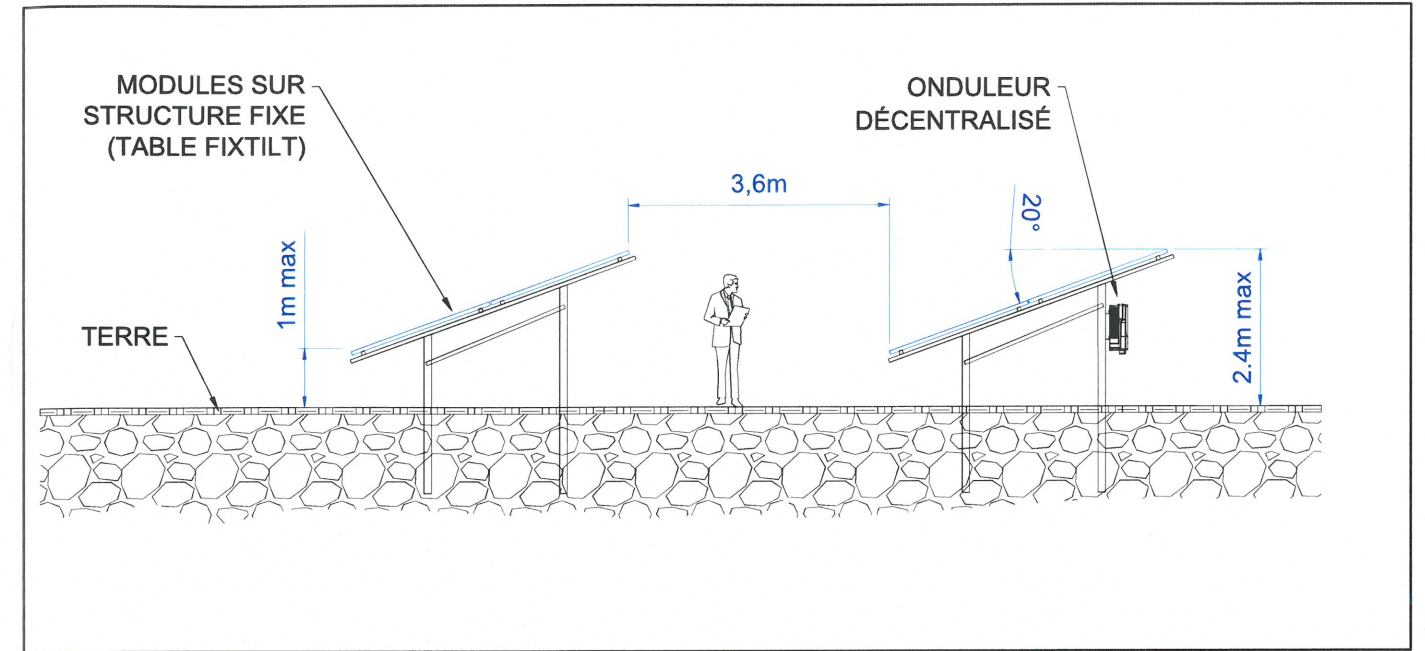 MODULES SUR
STRUCTURE FIXE
(TABLE FIXTILT)
ONDULEUR
DÉCENTRALISÉ
3,6m
20°
1m max
TERRE
2.4m max